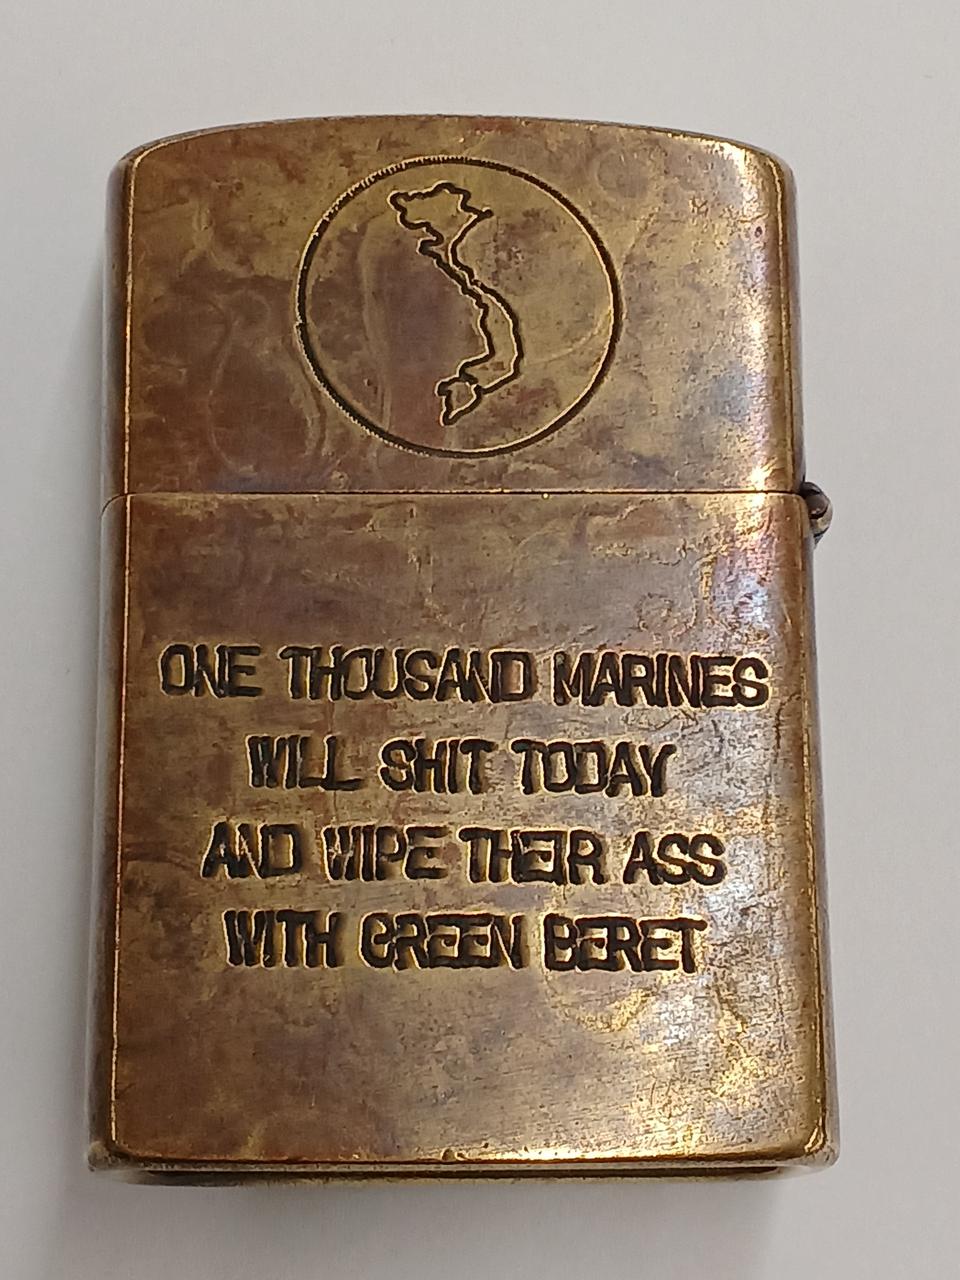 ONE THOUSAND MARINES
WILL SHIT TODAY
AND WIPE THEIR ASS
WITH GREEN BERET